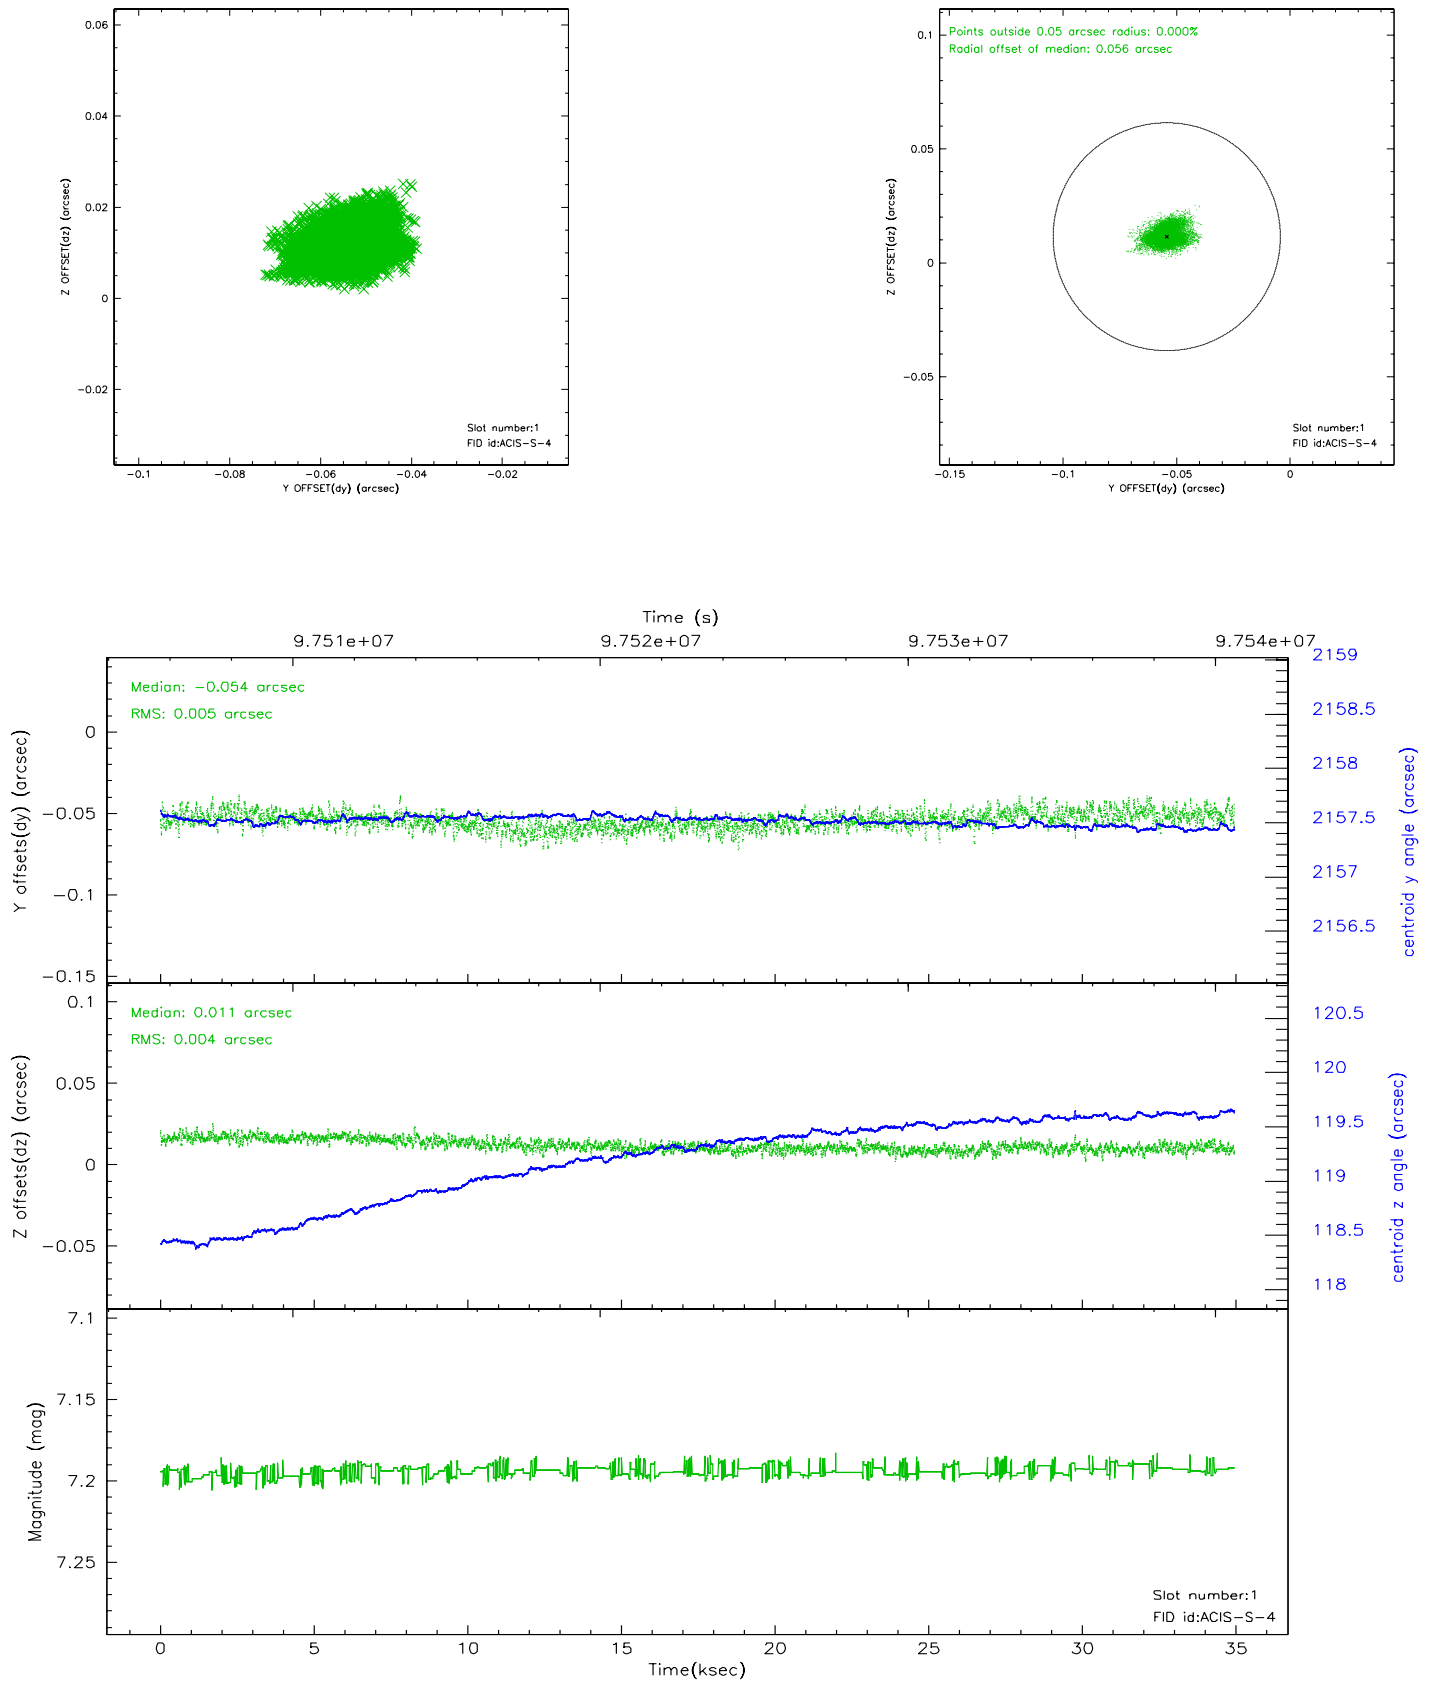 0.06
0.04
0.02
0
−0.02
Z OFFSET(dz) (arcsec)
Slot number:1
FID id:ACIS−S−4
−0.1
−0.08
−0.06
−0.04
−0.02
Y OFFSET(dy) (arcsec)
Points outside 0.05 arcsec radius: 0.000%
Radial offset of median: 0.056 arcsec
0.1
0.05
0
−0.05
Z OFFSET(dz) (arcsec)
Slot number:1
FID id:ACIS−S−4
−0.15
−0.1
−0.05
0
Y OFFSET(dy) (arcsec)
Time (s)
9.751e+07
9.752e+07
9.753e+07
9.754e+07
Median: −0.054 arcsec
RMS: 0.005 arcsec
0
−0.05
−0.1
−0.15
Y offsets(dy) (arcsec)
2159
2158.5
2158
2157.5
2157
2156.5
centroid y angle (arcsec)
Median: 0.011 arcsec
RMS: 0.004 arcsec
0.1
0.05
0
−0.05
Z offsets(dz) (arcsec)
120.5
120
119.5
119
118.5
118
centroid z angle (arcsec)
7.1
7.15
7.2
7.25
Magnitude (mag)
Slot number:1
FID id:ACIS−S−4
0
5
10
15
20
25
30
35
Time(ksec)